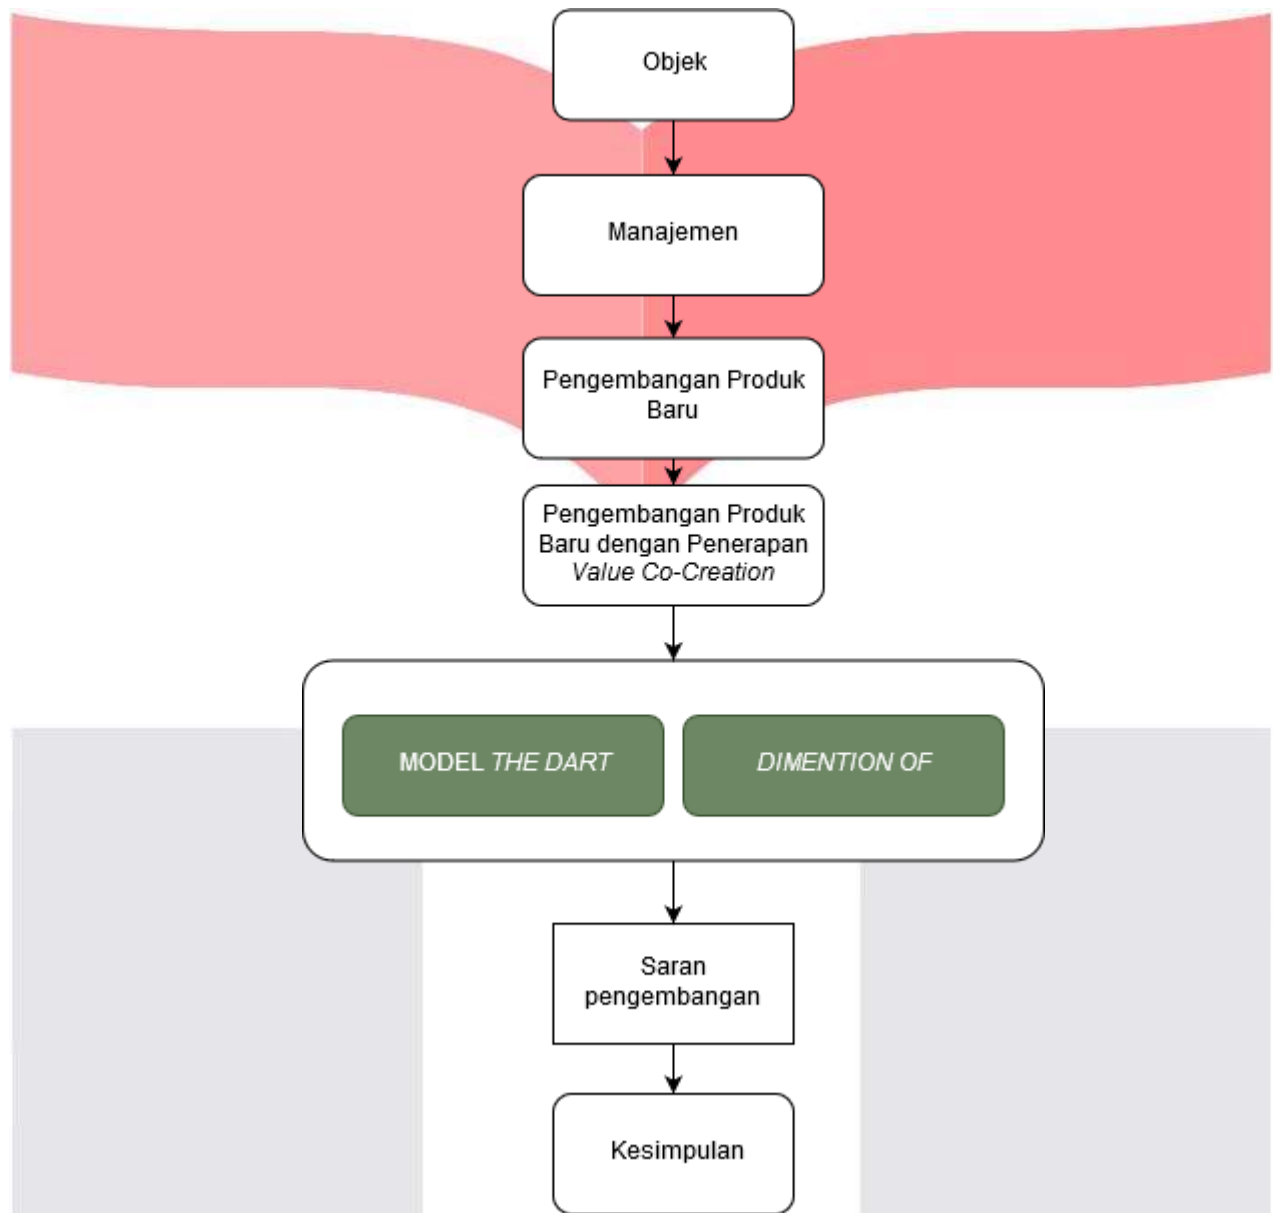 Objek
Manajemen
Pengembangan Produk
Baru
Pengembangan Produk
Baru dengan Penerapan
Value Co-Creation
MODEL THE DART
DIMENTION OF
Saran
pengembangan
Kesimpulan